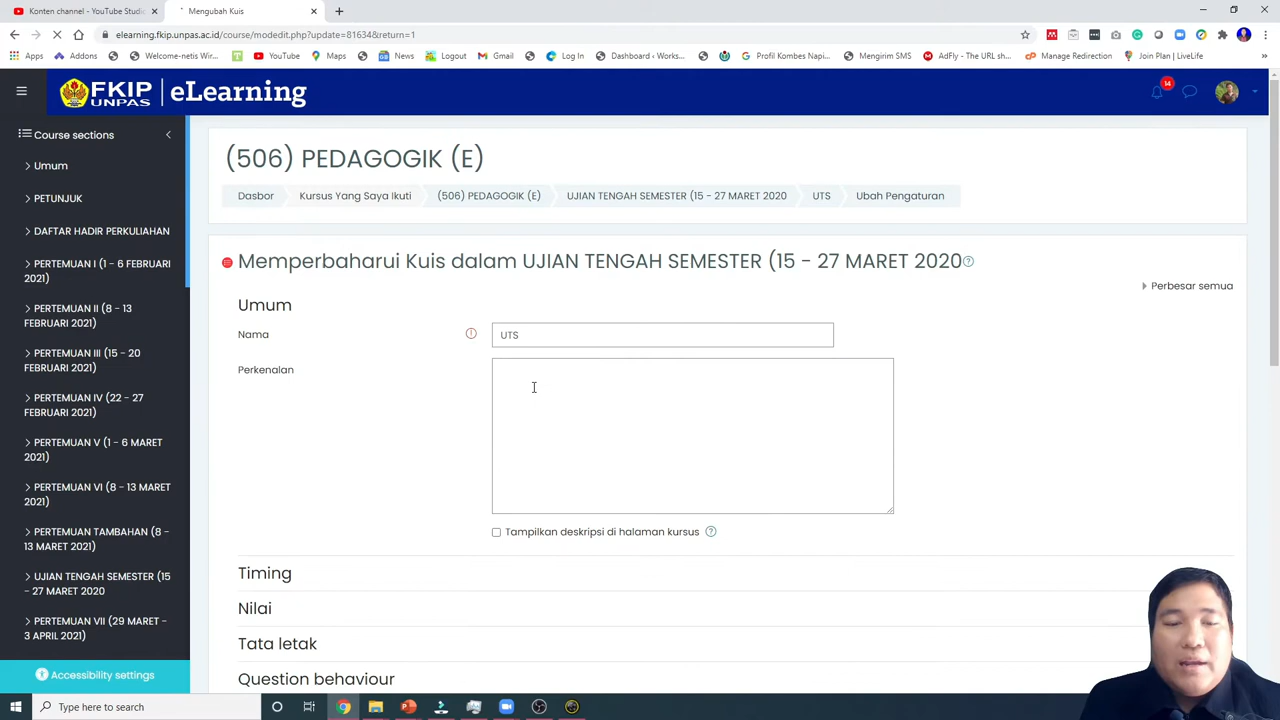 Konten channel - YouTube Studio
Mengubah Kuis
elearning.fkip.unpas.ac.id/course/modedit.php?update=81634&return=1
Apps
Addons
Welcome-netis Wir...
YouTube
Maps
News
Logout
Gmail
Log In
Dashboard ‹ Works...
Profil Kombes Napi...
Mengirim SMS
AdFly - The URL sh...
Manage Redirection
Join Plan | LiveLife
FKIP
UNPAS
eLearning
14
Course sections
Umum
PETUNJUK
DAFTAR HADIR PERKULIAHAN
PERTEMUAN I (1 - 6 FEBRUARI
2021)
PERTEMUAN II (8 - 13
FEBRUARI 2021)
PERTEMUAN III (15 - 20
FEBRUARI 2021)
PERTEMUAN IV (22 - 27
FEBRUARI 2021)
PERTEMUAN V (1 - 6 MARET
2021)
PERTEMUAN VI (8 - 13 MARET
2021)
PERTEMUAN TAMBAHAN (8 -
13 MARET 2021)
UJIAN TENGAH SEMESTER (15
- 27 MARET 2020
PERTEMUAN VII (29 MARET -
3 APRIL 2021)
Accessibility settings
(506) PEDAGOGIK (E)
Dasbor
Kursus Yang Saya Ikuti
(506) PEDAGOGIK (E)
UJIAN TENGAH SEMESTER (15 - 27 MARET 2020
UTS
Ubah Pengaturan
Memperbaharui Kuis dalam UJIAN TENGAH SEMESTER (15 - 27 MARET 2020
Perbesar semua
Umum
Nama
UTS
Perkenalan
Tampilkan deskripsi di halaman kursus
Timing
Nilai
Tata letak
Question behaviour
Type here to search